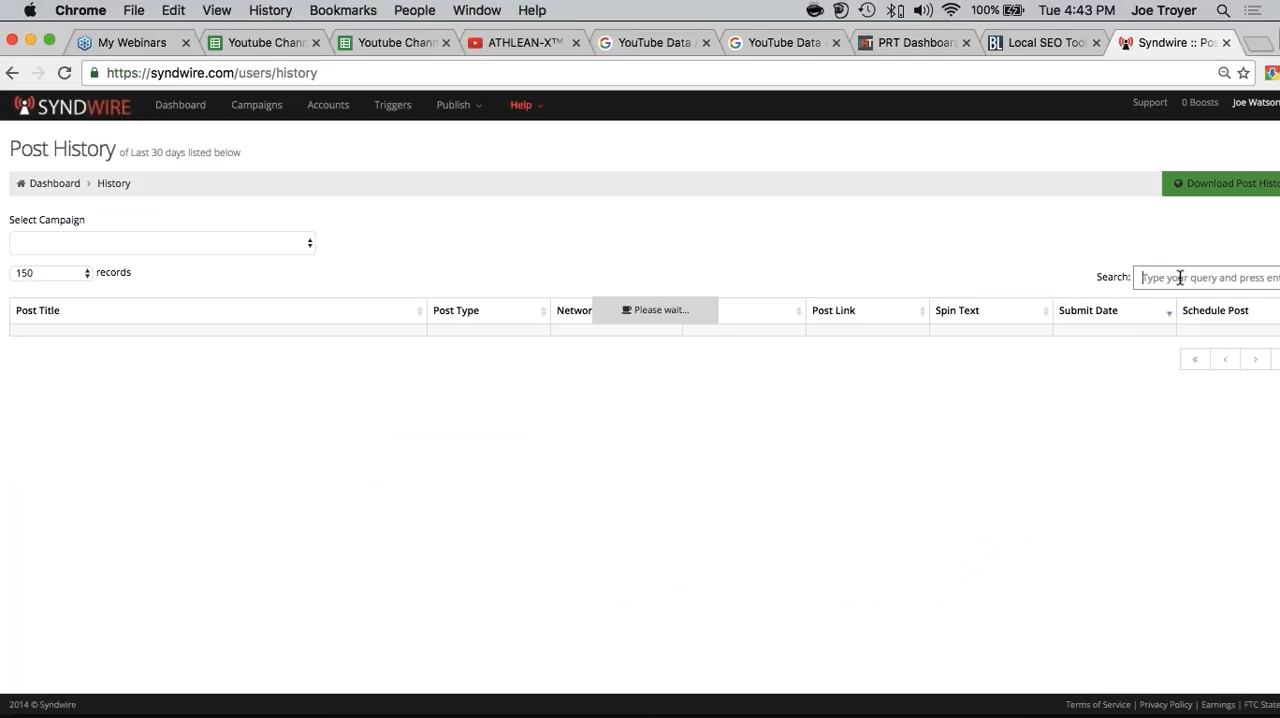 Chrome File Edit View History Bookmarks People Window Help 100% Tue 4:43 PM Joe Troyer
My Webinars Youtube Chann Youtube Chann ATHLEAN-X™ YouTube Data YouTube Data PRT Dashboar Local SEO Too Syndwire :: Po
https://syndwire.com/users/history
SYNDWIRE Dashboard Campaigns Accounts Triggers Publish Help Support 0 Boosts Joe Watson
Post History of Last 30 days listed below
Dashboard > History Download Post Histo
Select Campaign
150 records Search: Type your query and press ent
Post Title Post Type Networ Please wait... Post Link Spin Text Submit Date Schedule Post
« ‹ ›
2014 © Syndwire Terms of Service | Privacy Policy | Earnings | FTC State